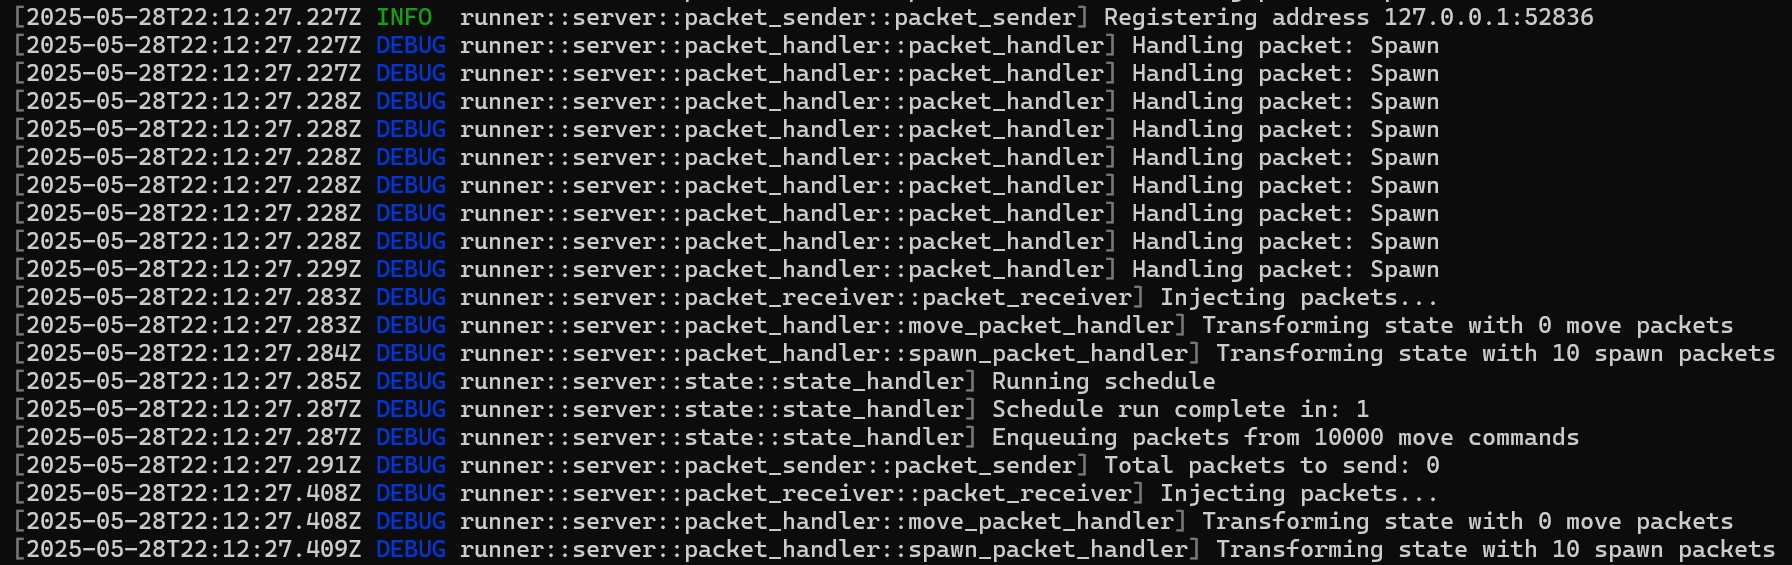 [2025-05-28T22:12:27.227Z INFO  runner::server::packet_sender::packet_sender] Registering address 127.0.0.1:52836
[2025-05-28T22:12:27.227Z DEBUG runner::server::packet_handler::packet_handler] Handling packet: Spawn
[2025-05-28T22:12:27.227Z DEBUG runner::server::packet_handler::packet_handler] Handling packet: Spawn
[2025-05-28T22:12:27.228Z DEBUG runner::server::packet_handler::packet_handler] Handling packet: Spawn
[2025-05-28T22:12:27.228Z DEBUG runner::server::packet_handler::packet_handler] Handling packet: Spawn
[2025-05-28T22:12:27.228Z DEBUG runner::server::packet_handler::packet_handler] Handling packet: Spawn
[2025-05-28T22:12:27.228Z DEBUG runner::server::packet_handler::packet_handler] Handling packet: Spawn
[2025-05-28T22:12:27.228Z DEBUG runner::server::packet_handler::packet_handler] Handling packet: Spawn
[2025-05-28T22:12:27.228Z DEBUG runner::server::packet_handler::packet_handler] Handling packet: Spawn
[2025-05-28T22:12:27.229Z DEBUG runner::server::packet_handler::packet_handler] Handling packet: Spawn
[2025-05-28T22:12:27.283Z DEBUG runner::server::packet_receiver::packet_receiver] Injecting packets...
[2025-05-28T22:12:27.283Z DEBUG runner::server::packet_handler::move_packet_handler] Transforming state with 0 move packets
[2025-05-28T22:12:27.284Z DEBUG runner::server::packet_handler::spawn_packet_handler] Transforming state with 10 spawn packets
[2025-05-28T22:12:27.285Z DEBUG runner::server::state::state_handler] Running schedule
[2025-05-28T22:12:27.287Z DEBUG runner::server::state::state_handler] Schedule run complete in: 1
[2025-05-28T22:12:27.287Z DEBUG runner::server::state::state_handler] Enqueuing packets from 10000 move commands
[2025-05-28T22:12:27.291Z DEBUG runner::server::packet_sender::packet_sender] Total packets to send: 0
[2025-05-28T22:12:27.408Z DEBUG runner::server::packet_receiver::packet_receiver] Injecting packets...
[2025-05-28T22:12:27.408Z DEBUG runner::server::packet_handler::move_packet_handler] Transforming state with 0 move packets
[2025-05-28T22:12:27.409Z DEBUG runner::server::packet_handler::spawn_packet_handler] Transforming state with 10 spawn packets